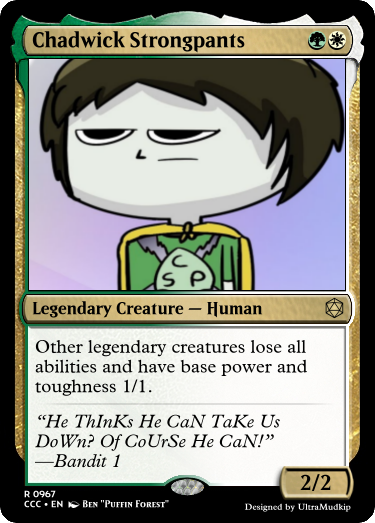 Chadwick Strongpants
C S P
Legendary Creature — Human
Other legendary creatures lose all
abilities and have base power and
toughness 1/1.
“He ThInKs He CaN TaKe Us
DoWn? Of CoUrSe He CaN!”
—Bandit 1
2/2
R 0967
CCC • EN Ben "Puffin Forest"
Designed by UltraMudkip